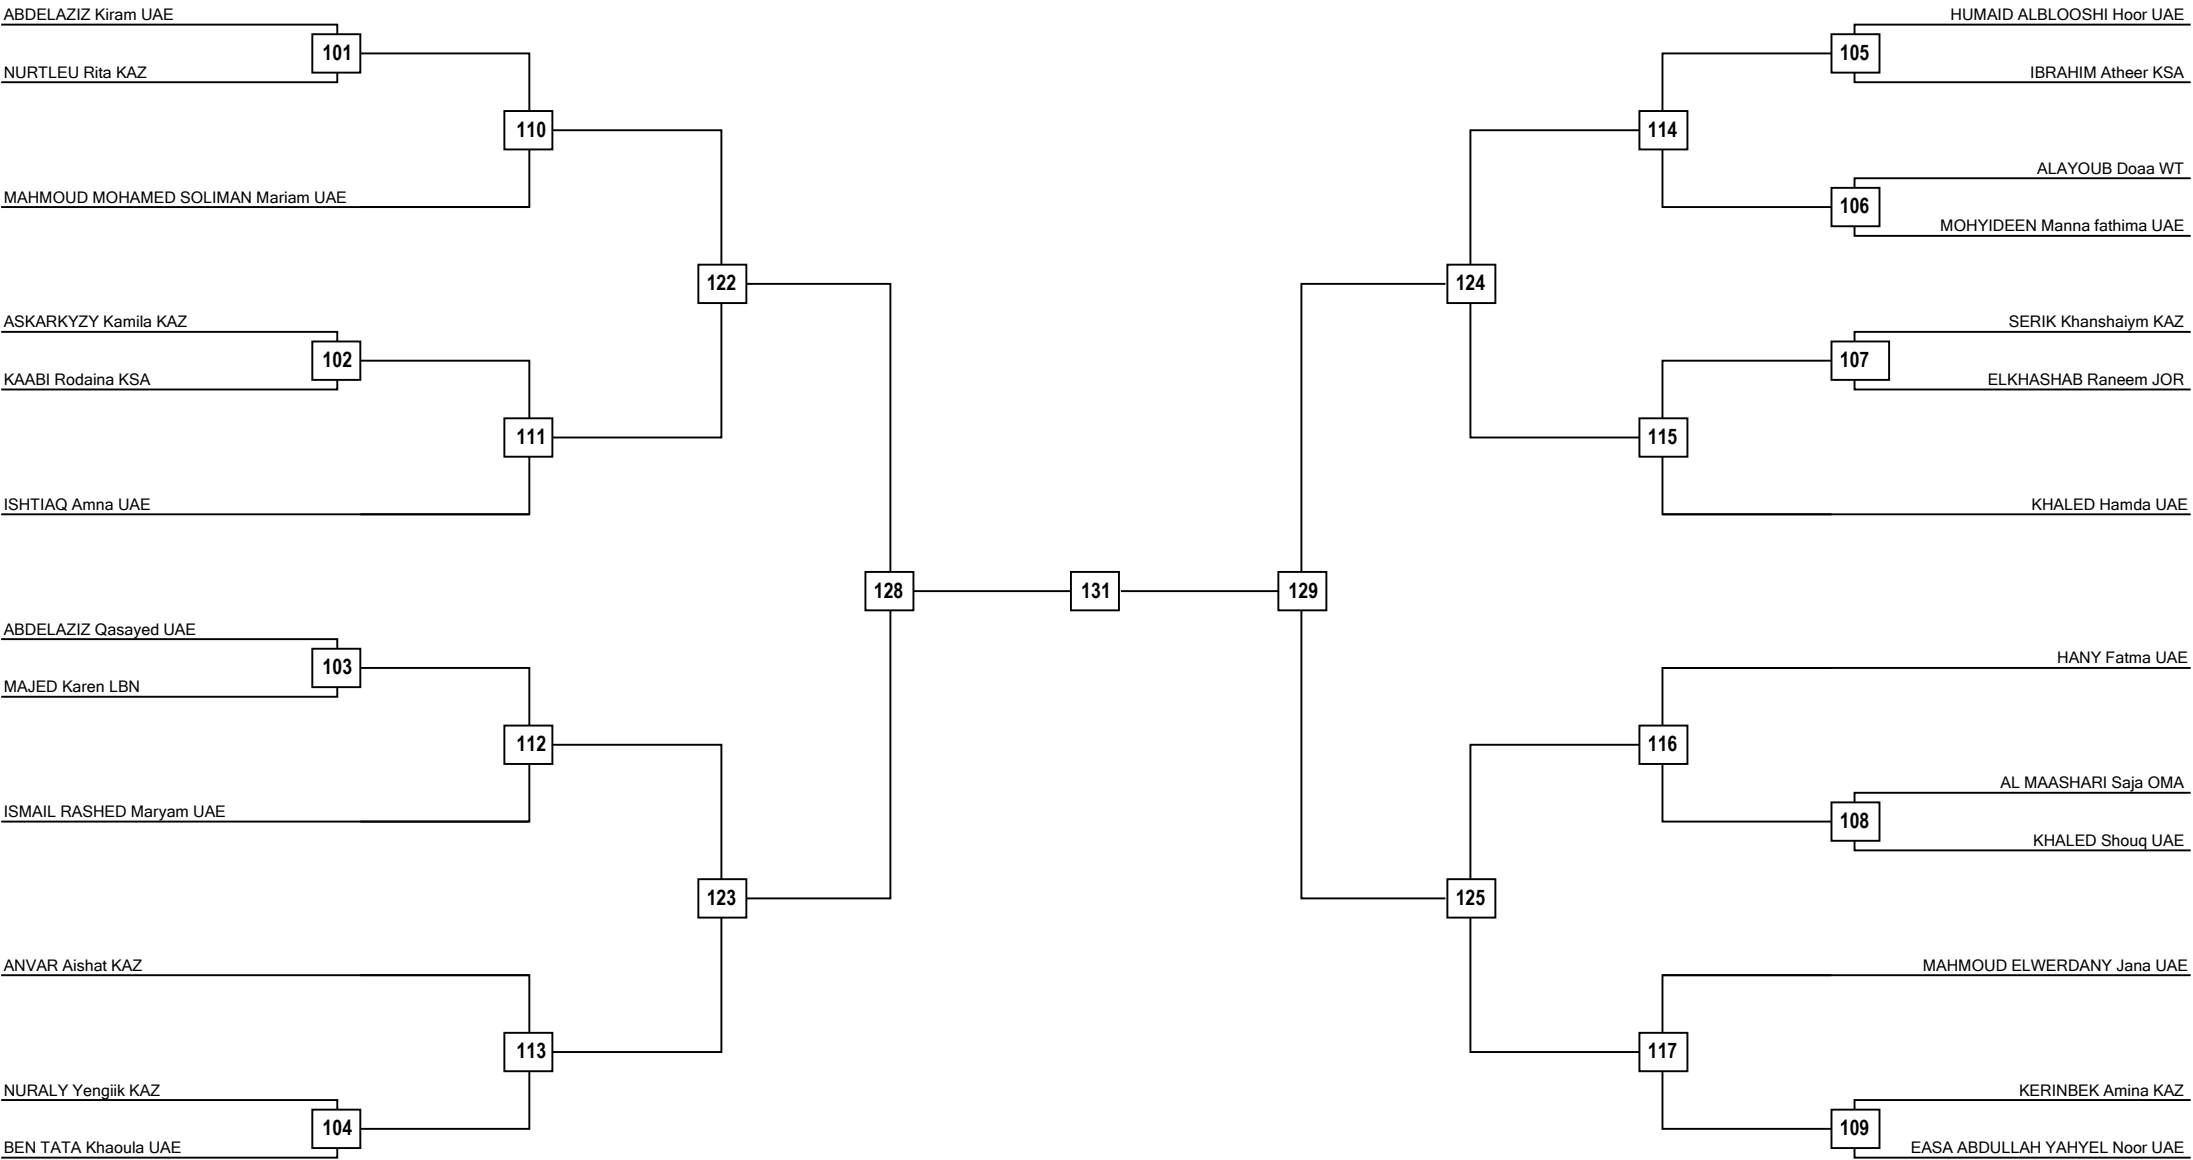 ABDELAZIZ Kiram UAE
HUMAID ALBLOOSHI Hoor UAE
101
105
NURTLEU Rita KAZ
IBRAHIM Atheer KSA
110
114
ALAYOUB Doaa WT
MAHMOUD MOHAMED SOLIMAN Mariam UAE
106
MOHYIDEEN Manna fathima UAE
122
124
ASKARKYZY Kamila KAZ
SERIK Khanshaiym KAZ
102
107
KAABI Rodaina KSA
ELKHASHAB Raneem JOR
111
115
ISHTIAQ Amna UAE
KHALED Hamda UAE
128
131
129
ABDELAZIZ Qasayed UAE
HANY Fatma UAE
103
MAJED Karen LBN
112
116
AL MAASHARI Saja OMA
ISMAIL RASHED Maryam UAE
108
KHALED Shouq UAE
123
125
ANVAR Aishat KAZ
MAHMOUD ELWERDANY Jana UAE
113
117
NURALY Yengiik KAZ
KERINBEK Amina KAZ
104
109
BEN TATA Khaoula UAE
EASA ABDULLAH YAHYEL Noor UAE